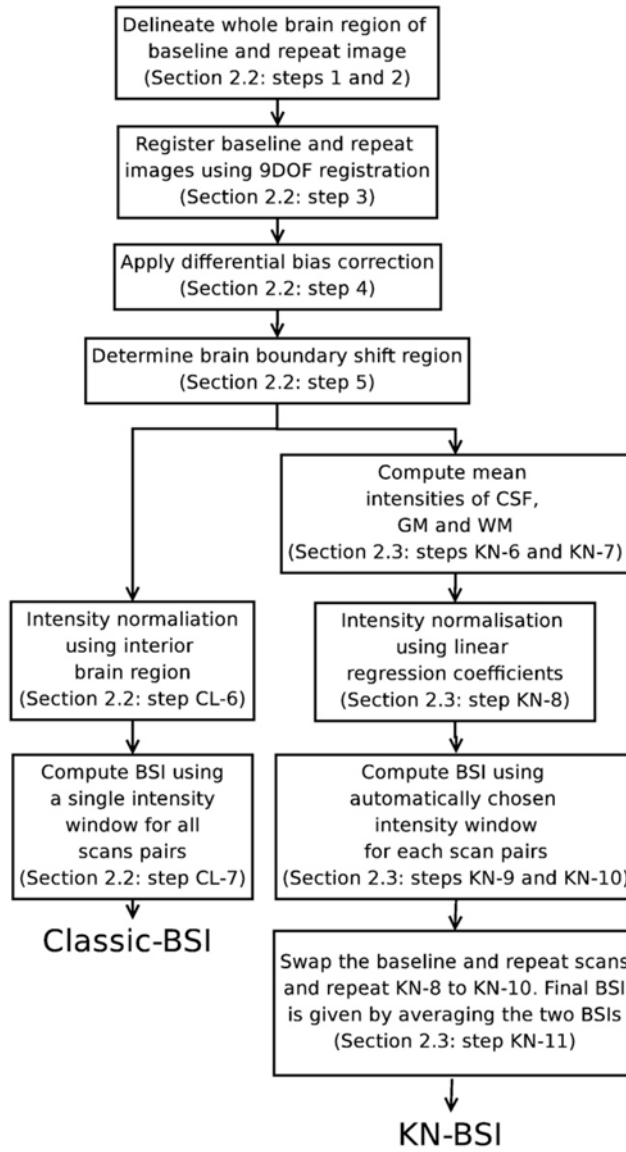 Delineate whole brain region of
baseline and repeat image
(Section 2.2: steps 1 and 2)
Register baseline and repeat
images using 9DOF registration
(Section 2.2: step 3)
Apply differential bias correction
(Section 2.2: step 4)
Determine brain boundary shift region
(Section 2.2: step 5)
Compute mean
intensities of CSF,
GM and WM
(Section 2.3: steps KN-6 and KN-7)
Intensity normaliation
using interior
brain region
(Section 2.2: step CL-6)
Intensity normalisation
using linear
regression coefficients
(Section 2.3: step KN-8)
Compute BSI using
a single intensity
window for all
scans pairs
(Section 2.2: step CL-7)
Compute BSI using
automatically chosen
intensity window
for each scan pairs
(Section 2.3: steps KN-9 and KN-10)
Classic-BSI
Swap the baseline and repeat scans
and repeat KN-8 to KN-10. Final BSI
is given by averaging the two BSIs
(Section 2.3: step KN-11)
KN-BSI